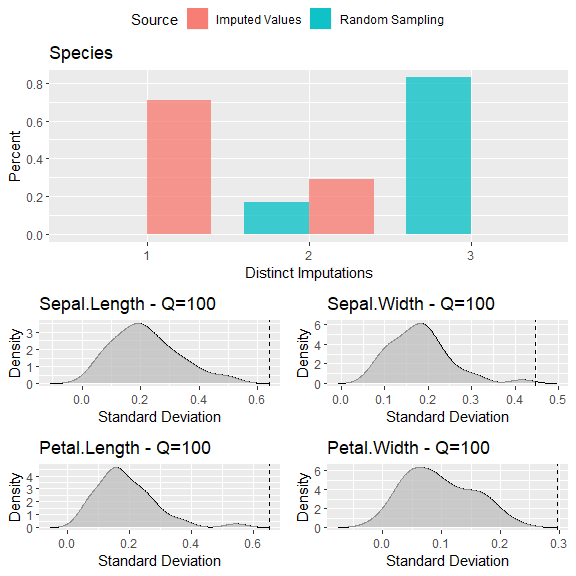 Source Imputed Values Random Sampling
Species
Percent
0.8
0.6
0.4
0.2
0.0
1 2 3
Distinct Imputations
Sepal.Length - Q=100
Density
3
2
1
0
0.0 0.2 0.4 0.6
Standard Deviation
Sepal.Width - Q=100
Density
6
4
2
0
0.0 0.1 0.2 0.3 0.4 0.5
Standard Deviation
Petal.Length - Q=100
Density
4
3
2
1
0
0.0 0.2 0.4 0.6
Standard Deviation
Petal.Width - Q=100
Density
6
4
2
0
0.0 0.1 0.2 0.3
Standard Deviation